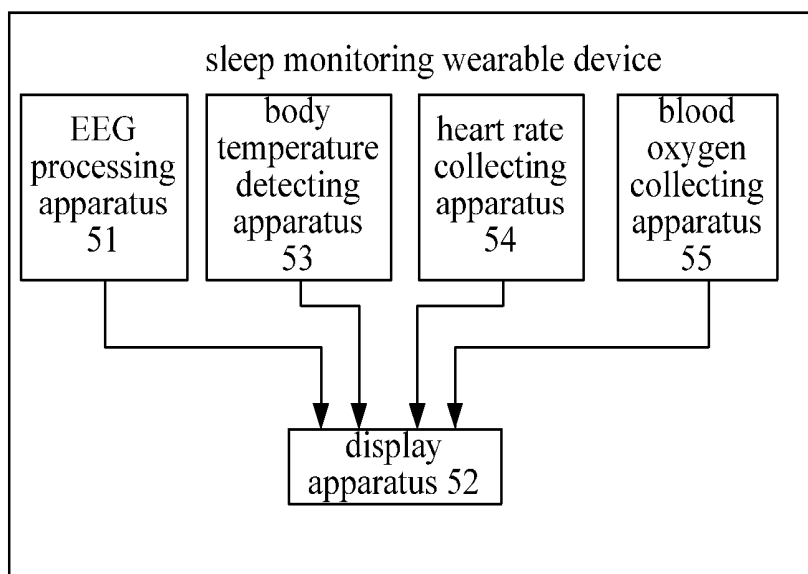 sleep monitoring wearable device
EEG
processing
apparatus
51
body
temperature
detecting
apparatus
53
heart rate
collecting
apparatus
54
blood
oxygen
collecting
apparatus
55
display
apparatus 52